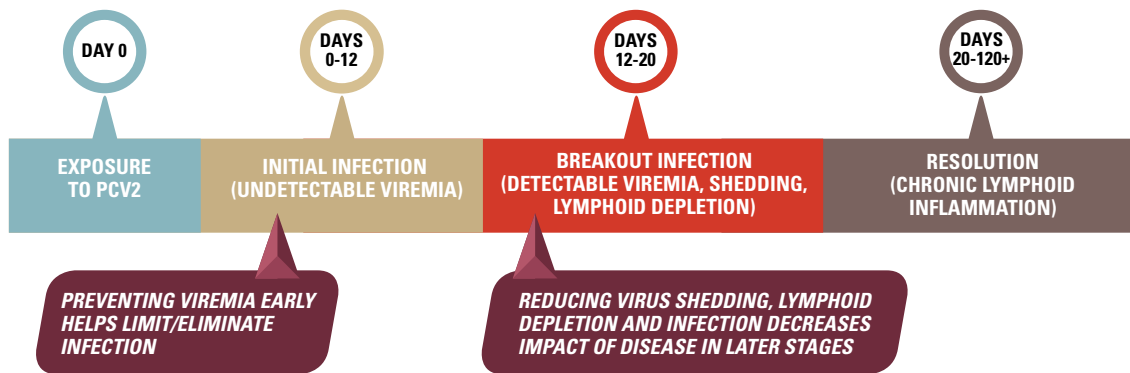 DAY 0
DAYS
0-12
DAYS
12-20
DAYS
20-120+
EXPOSURE
TO PCV2
INITIAL INFECTION
(UNDETECTABLE VIREMIA)
BREAKOUT INFECTION
(DETECTABLE VIREMIA, SHEDDING,
LYMPHOID DEPLETION)
RESOLUTION
(CHRONIC LYMPHOID
INFLAMMATION)
PREVENTING VIREMIA EARLY
HELPS LIMIT/ELIMINATE
INFECTION
REDUCING VIRUS SHEDDING, LYMPHOID
DEPLETION AND INFECTION DECREASES
IMPACT OF DISEASE IN LATER STAGES